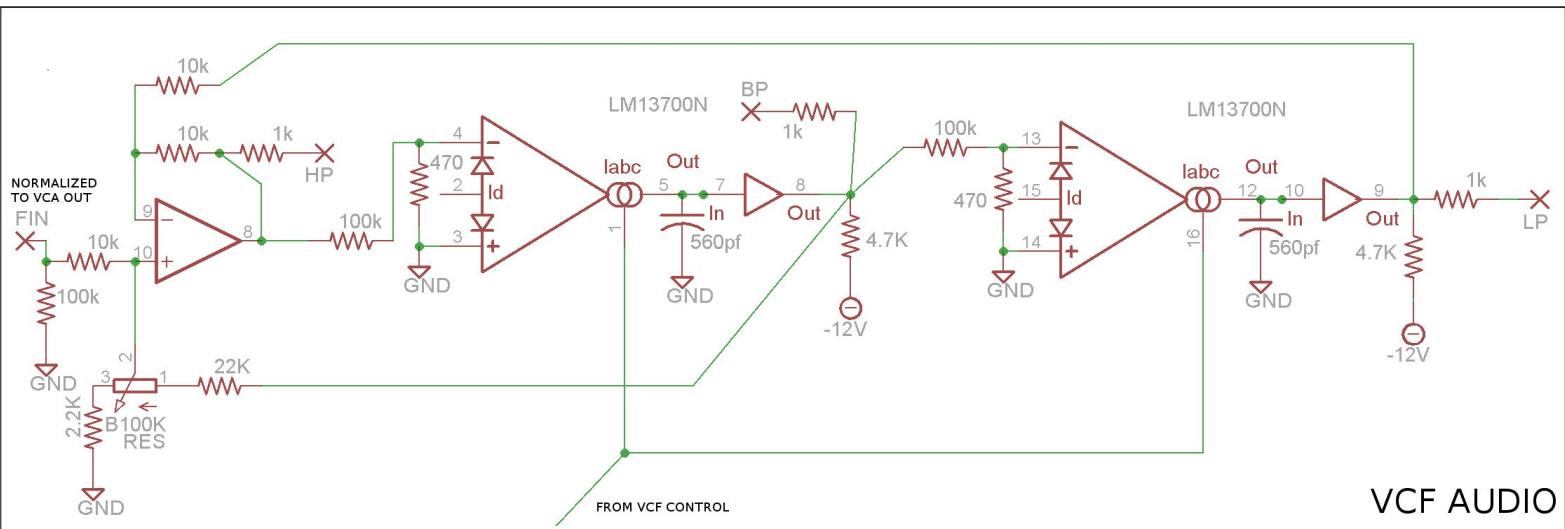 10k
10k
1k
HP
NORMALIZED
TO VCA OUT
FIN
10k
9
10
8
100k
GND
100k
470
GND
4
2
3
Id
LM13700N
Iabc
1
5
Out
7
In
560pf
GND
8
Out
BP
1k
4.7K
-12V
100k
470
GND
13
15
14
Id
LM13700N
Iabc
16
12
Out
10
In
560pf
GND
9
Out
1k
LP
4.7K
-12V
2
3
1
22K
2.2K
B100K
RES
GND
FROM VCF CONTROL
VCF AUDIO